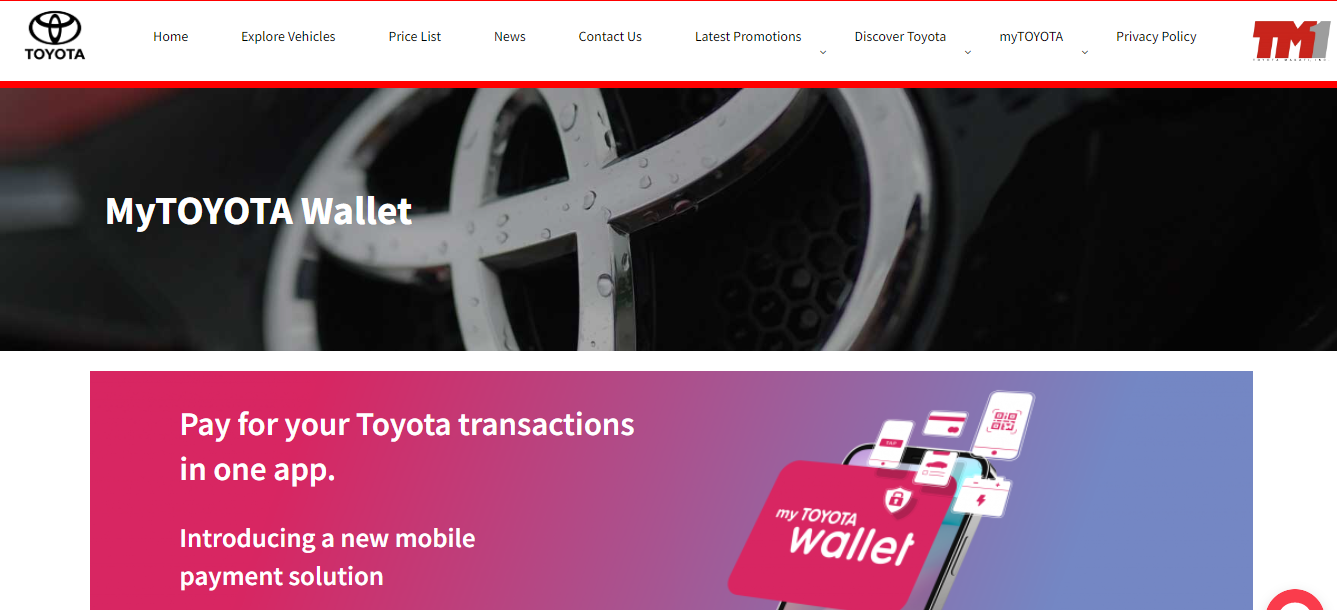 TOYOTA
Home
Explore Vehicles
Price List
News
Contact Us
Latest Promotions
Discover Toyota
myTOYOTA
Privacy Policy
TM1
MyTOYOTA Wallet
Pay for your Toyota transactions
in one app.
Introducing a new mobile
payment solution
my TOYOTA
wallet